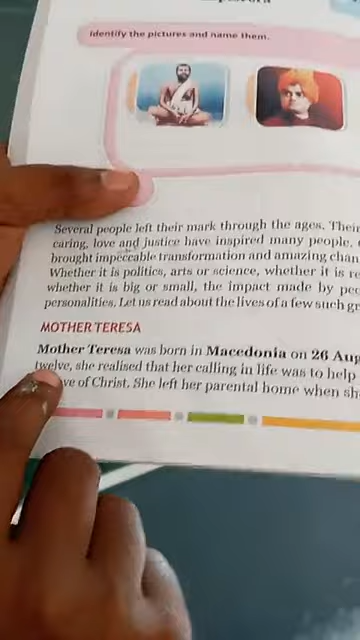 Identify the pictures and name them.
Several people left their mark through the ages. Their
caring, love and justice have inspired many people.
brought impeccable transformation and amazing chan
Whether it is politics, arts or science, whether it is re
whether it is big or small, the impact made by peo
personalities. Let us read about the lives of a few such gr
MOTHER TERESA
Mother Teresa was born in Macedonia on 26 Aug
twelve, she realised that her calling in life was to help
ve of Christ. She left her parental home when sh